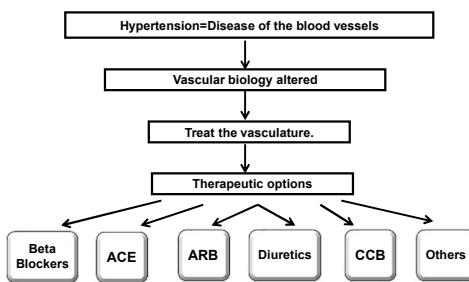 Hypertension=Disease of the blood vessels
Vascular biology altered
Treat the vasculature.
Therapeutic options
Beta
Blockers
ACE
ARB
Diuretics
CCB
Others